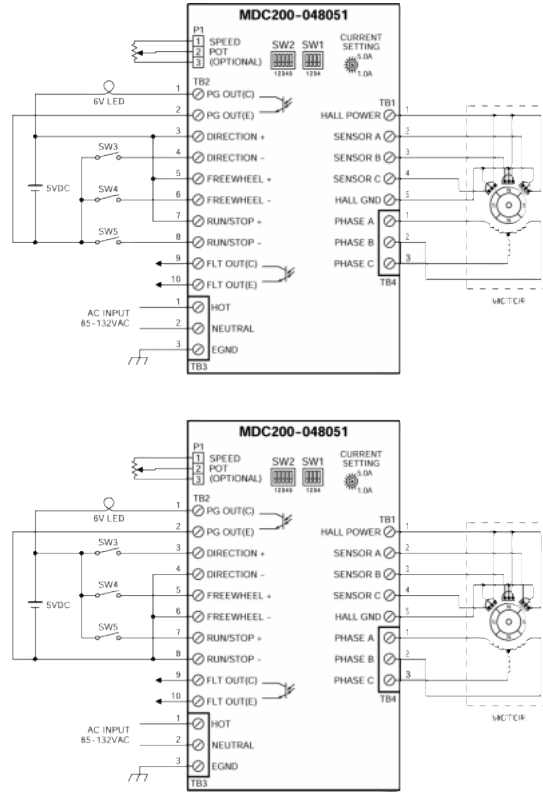 MDC200-048051
P1
1 SPEED
2 POT
3 (OPTIONAL)
SW2 SW1
12345 1234
CURRENT
SETTING
5.0A
1.0A
TB2
6V LED
1 PG OUT(C)
2 PG OUT(E)
3 DIRECTION +
SW3
4 DIRECTION -
5 FREEWHEEL +
5VDC
SW4
6 FREEWHEEL -
7 RUN/STOP +
SW5
8 RUN/STOP -
9 FLT OUT(C)
10 FLT OUT(E)
AC INPUT
85-132VAC
1 HOT
2 NEUTRAL
3 EGND
TB3
TB1
HALL POWER 1
SENSOR A 2
SENSOR B 3
SENSOR C 4
HALL GND 5
PHASE A 1
PHASE B 2
PHASE C 3
TB4
MOTOR
MDC200-048051
P1
1 SPEED
2 POT
3 (OPTIONAL)
SW2 SW1
12345 1234
CURRENT
SETTING
5.0A
1.0A
TB2
6V LED
1 PG OUT(C)
2 PG OUT(E)
SW3
3 DIRECTION +
4 DIRECTION -
SW4
5 FREEWHEEL +
5VDC
6 FREEWHEEL -
SW5
7 RUN/STOP +
8 RUN/STOP -
9 FLT OUT(C)
10 FLT OUT(E)
AC INPUT
85-132VAC
1 HOT
2 NEUTRAL
3 EGND
TB3
TB1
HALL POWER 1
SENSOR A 2
SENSOR B 3
SENSOR C 4
HALL GND 5
PHASE A 1
PHASE B 2
PHASE C 3
TB4
MOTOR